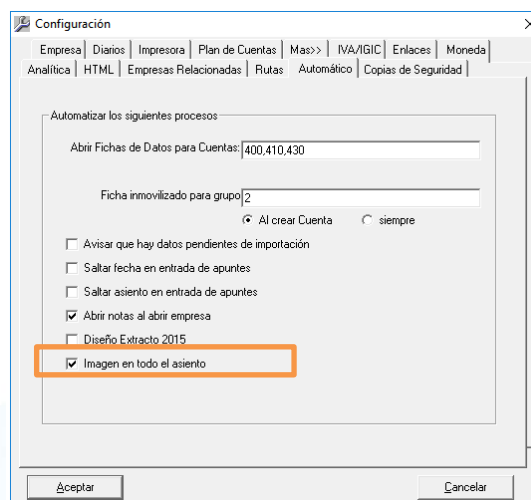 Configuración
Empresa Diarios Impresora Plan de Cuentas Mas>> IVA/IGIC Enlaces Moneda
Analítica HTML Empresas Relacionadas Rutas Automático Copias de Seguridad
Automatizar los siguientes procesos
Abrir Fichas de Datos para Cuentas: 400,410,430
Ficha inmovilizado para grupo 2
Al crear Cuenta siempre
Avisar que hay datos pendientes de importación
Saltar fecha en entrada de apuntes
Saltar asiento en entrada de apuntes
Abrir notas al abrir empresa
Diseño Extracto 2015
Imagen en todo el asiento
Aceptar Cancelar